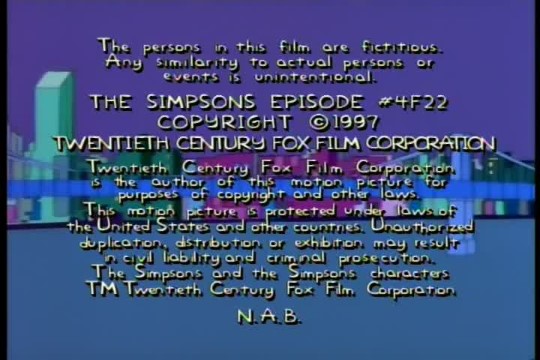 The persons in this film are fictitious.
Any similarity to actual persons or
events is unintentional.
THE SIMPSONS EPISODE #4F22
COPYRIGHT ©1997
TWENTIETH CENTURY FOX FILM CORPORATION
Twentieth Century Fox Film Corporation
is the author of this motion picture for
purposes of copyright and other laws.
This motion picture is protected under laws of
the United States and other countries. Unauthorized
duplication, distribution or exhibition may result
in civil liability and criminal prosecution.
The Simpsons and the Simpsons characters
TM Twentieth Century Fox Film Corporation
N.A.B.